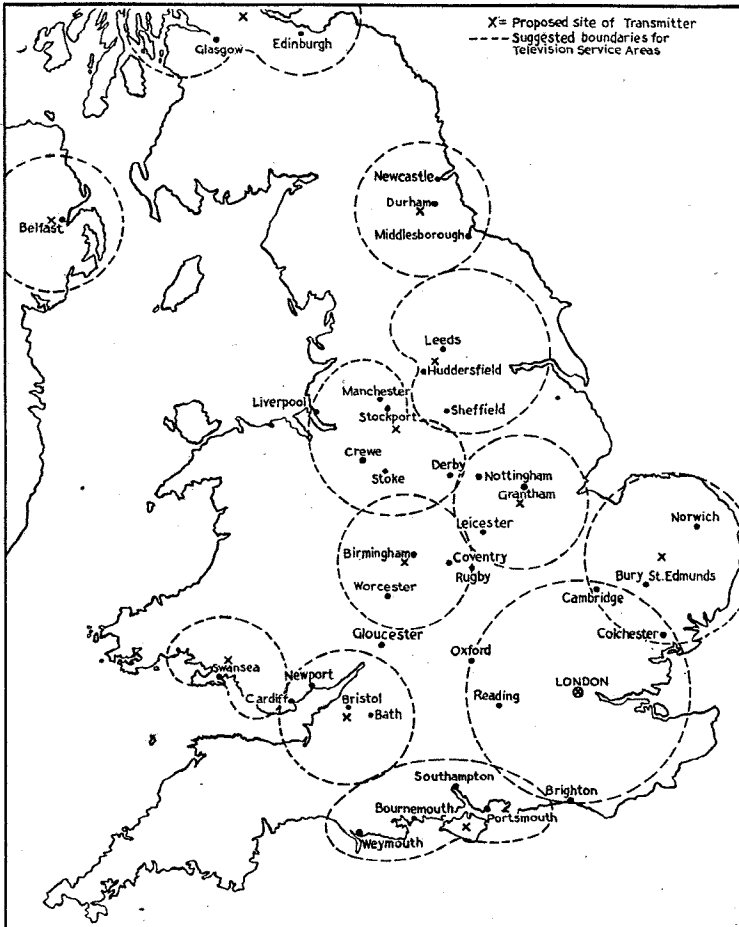 X = Proposed site of Transmitter
Suggested boundaries for
Television Service Areas
Glasgow
Edinburgh
Newcastle
Durham
Belfast
Middlesborough
Leeds
Huddersfield
Manchester
Liverpool
Stockport
Sheffield
Crewe
Stoke
Derby
Nottingham
Grantham
Leicester
Norwich
Birmingham
Coventry
Rugby
Bury St. Edmunds
Worcester
Cambridge
Gloucester
Colchester
Oxford
Swansea
Newport
LONDON
Cardiff
Bristol
Reading
Bath
Southampton
Brighton
Bournemouth
Portsmouth
Weymouth